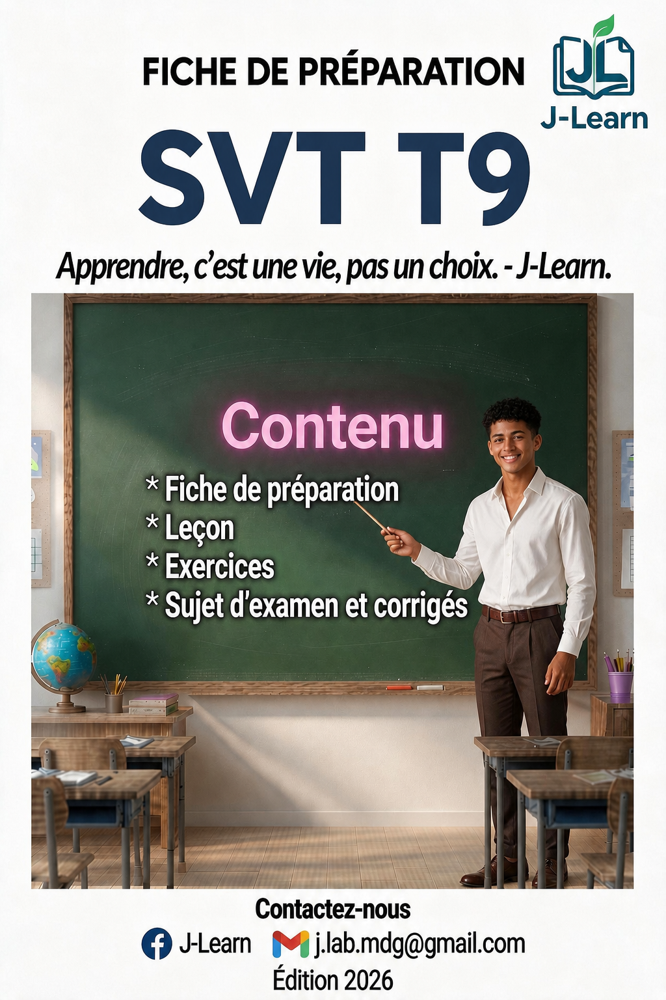 FICHE DE PRÉPARATION
JL
J-Learn
SVT T9
Apprendre, c'est une vie, pas un choix. - J-Learn.
Contenu
* Fiche de préparation
* Leçon
* Exercices
* Sujet d'examen et corrigés
Contactez-nous
J-Learn j.lab.mdg@gmail.com
Édition 2026